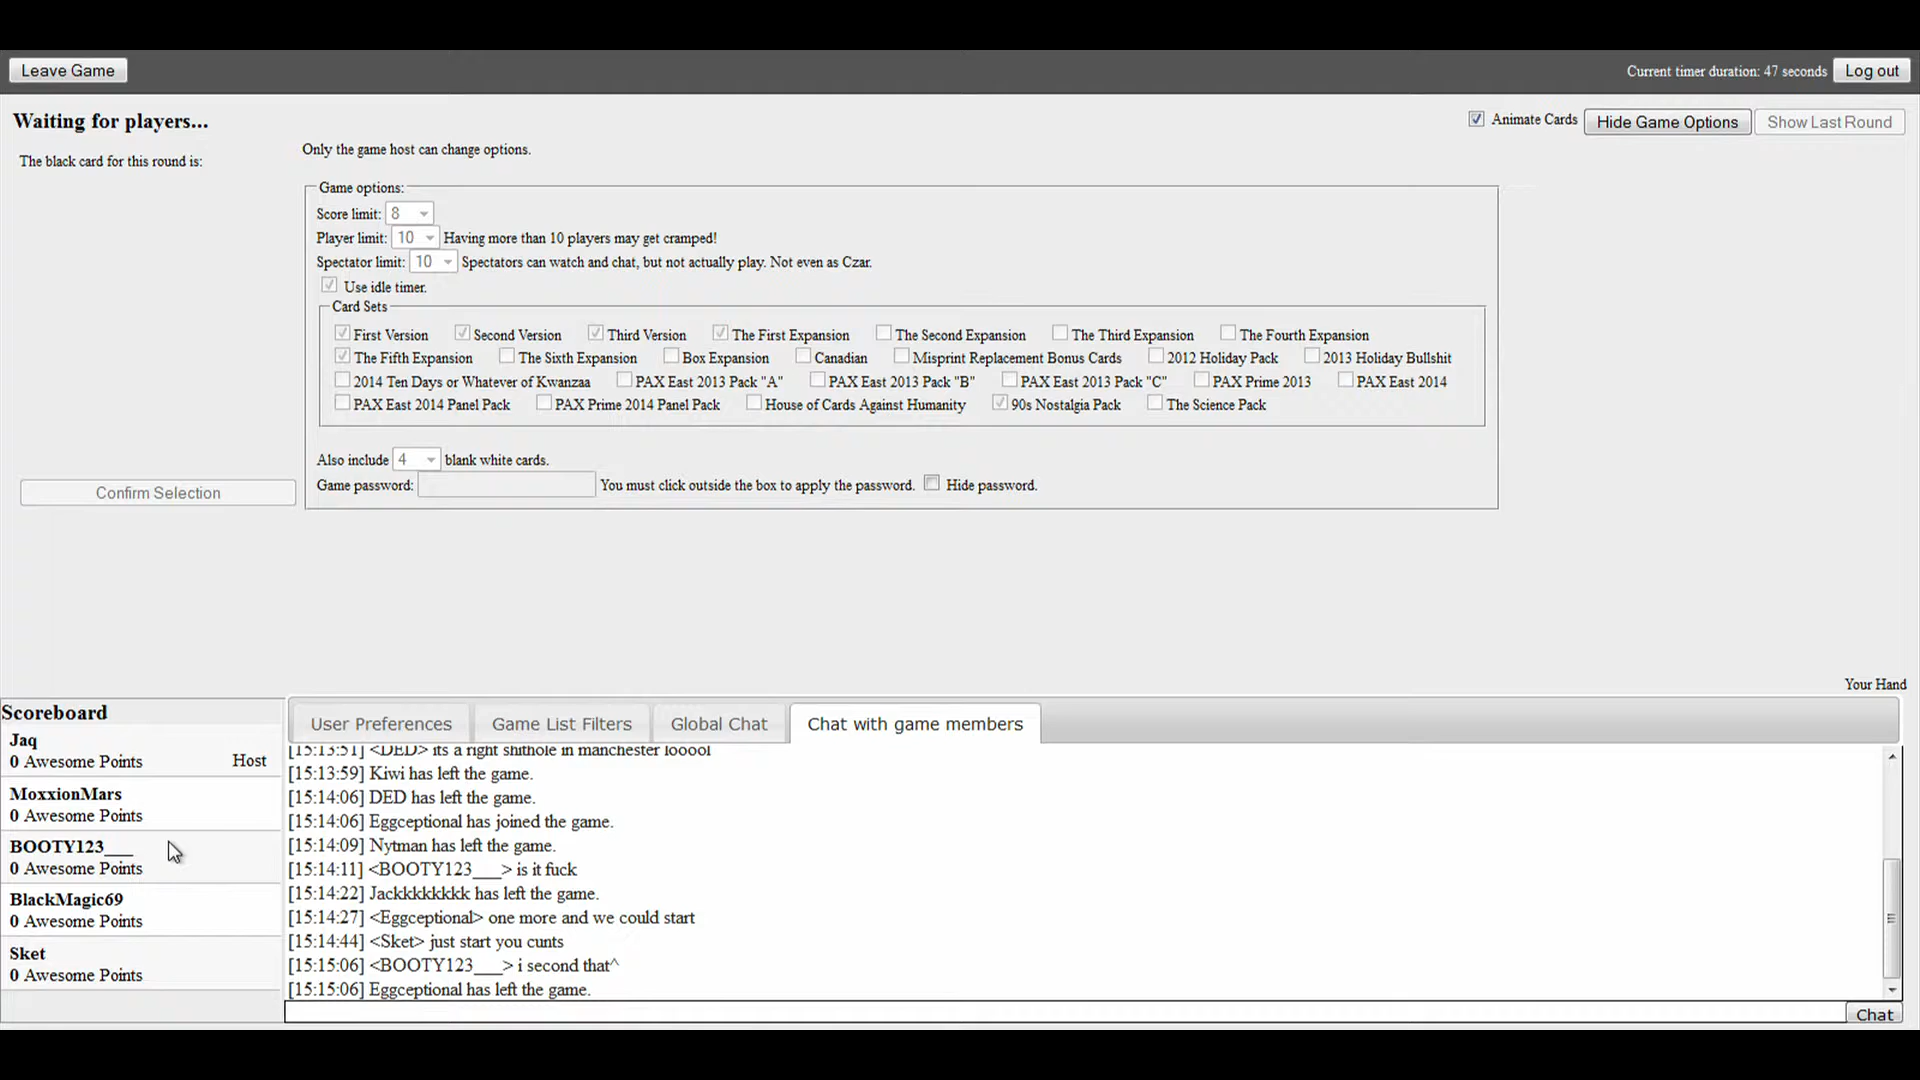 Leave Game
Current timer duration: 47 seconds Log out
Waiting for players...
Animate Cards Hide Game Options Show Last Round
The black card for this round is:
Only the game host can change options.
Game options:
Score limit: 8
Player limit: 10 Having more than 10 players may get cramped!
Spectator limit: 10 Spectators can watch and chat, but not actually play. Not even as Czar.
Use idle timer.
Card Sets
First Version Second Version Third Version The First Expansion The Second Expansion The Third Expansion The Fourth Expansion
The Fifth Expansion The Sixth Expansion Box Expansion Canadian Misprint Replacement Bonus Cards 2012 Holiday Pack 2013 Holiday Bullshit
2014 Ten Days or Whatever of Kwanzaa PAX East 2013 Pack "A" PAX East 2013 Pack "B" PAX East 2013 Pack "C" PAX Prime 2013 PAX East 2014
PAX East 2014 Panel Pack PAX Prime 2014 Panel Pack House of Cards Against Humanity 90s Nostalgia Pack The Science Pack
Also include 4 blank white cards.
Game password: You must click outside the box to apply the password. Hide password.
Confirm Selection
Your Hand
Scoreboard
Jaq
0 Awesome Points Host
MoxxionMars
0 Awesome Points
BOOTY123___
0 Awesome Points
BlackMagic69
0 Awesome Points
Sket
0 Awesome Points
User Preferences Game List Filters Global Chat Chat with game members
[15:13:51] <DED> its a right shithole in manchester looool
[15:13:59] Kiwi has left the game.
[15:14:06] DED has left the game.
[15:14:06] Eggceptional has joined the game.
[15:14:09] Nytman has left the game.
[15:14:11] <BOOTY123___> is it fuck
[15:14:22] Jackkkkkkkk has left the game.
[15:14:27] <Eggceptional> one more and we could start
[15:14:44] <Sket> just start you cunts
[15:15:06] <BOOTY123___> i second that^
[15:15:06] Eggceptional has left the game.
Chat